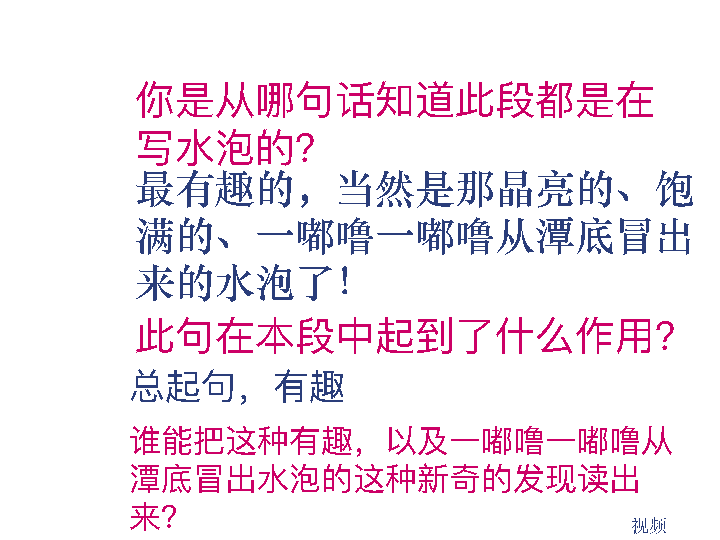 你是从哪句话知道此段都是在
写水泡的？
最有趣的，当然是那晶亮的、饱
满的、一嘟噜一嘟噜从潭底冒出
来的水泡了！
此句在本段中起到了什么作用？
总起句，有趣
谁能把这种有趣，以及一嘟噜一嘟噜从
潭底冒出水泡的这种新奇的发现读出
来？
视频